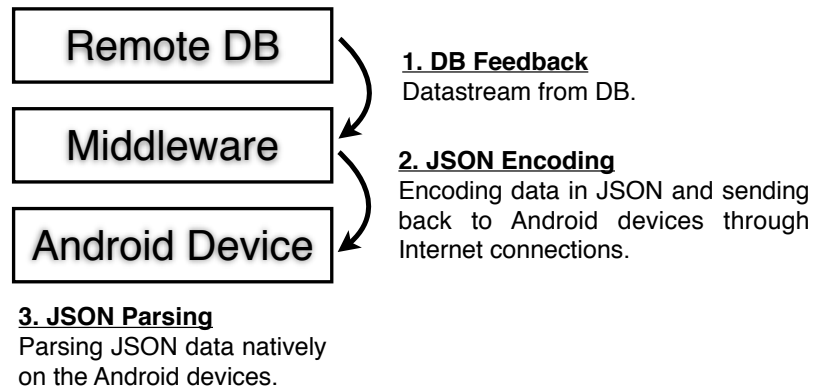 Remote DB
1. DB Feedback
Datastream from DB.
Middleware
2. JSON Encoding
Encoding data in JSON and sending
back to Android devices through
Internet connections.
Android Device
3. JSON Parsing
Parsing JSON data natively
on the Android devices.